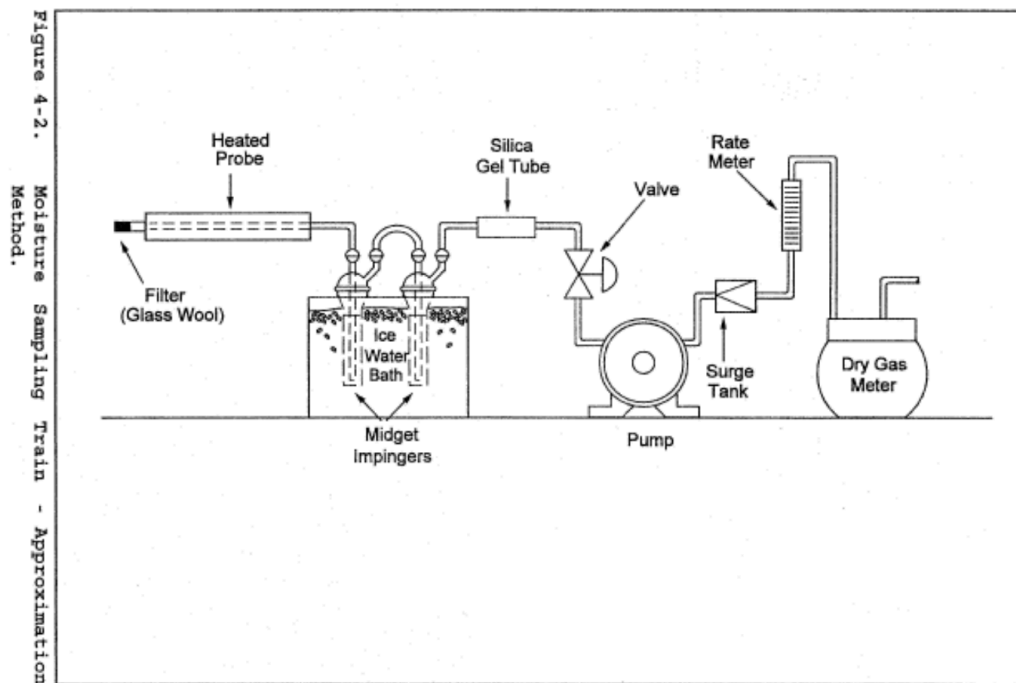 Figure 4-2. Moisture Sampling Train - Approximation
Method.
Heated
Probe
Filter
(Glass Wool)
Ice
Water
Bath
Midget
Impingers
Silica
Gel Tube
Valve
Pump
Surge
Tank
Rate
Meter
Dry Gas
Meter